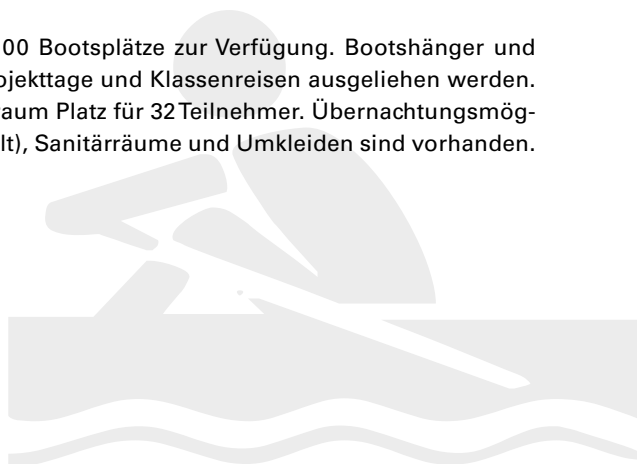 00 Bootsplätze zur Verfügung. Bootshänger und
ojekttage und Klassenreisen ausgeliehen werden.
raum Platz für 32 Teilnehmer. Übernachtungsmög-
lt), Sanitärräume und Umkleiden sind vorhanden.